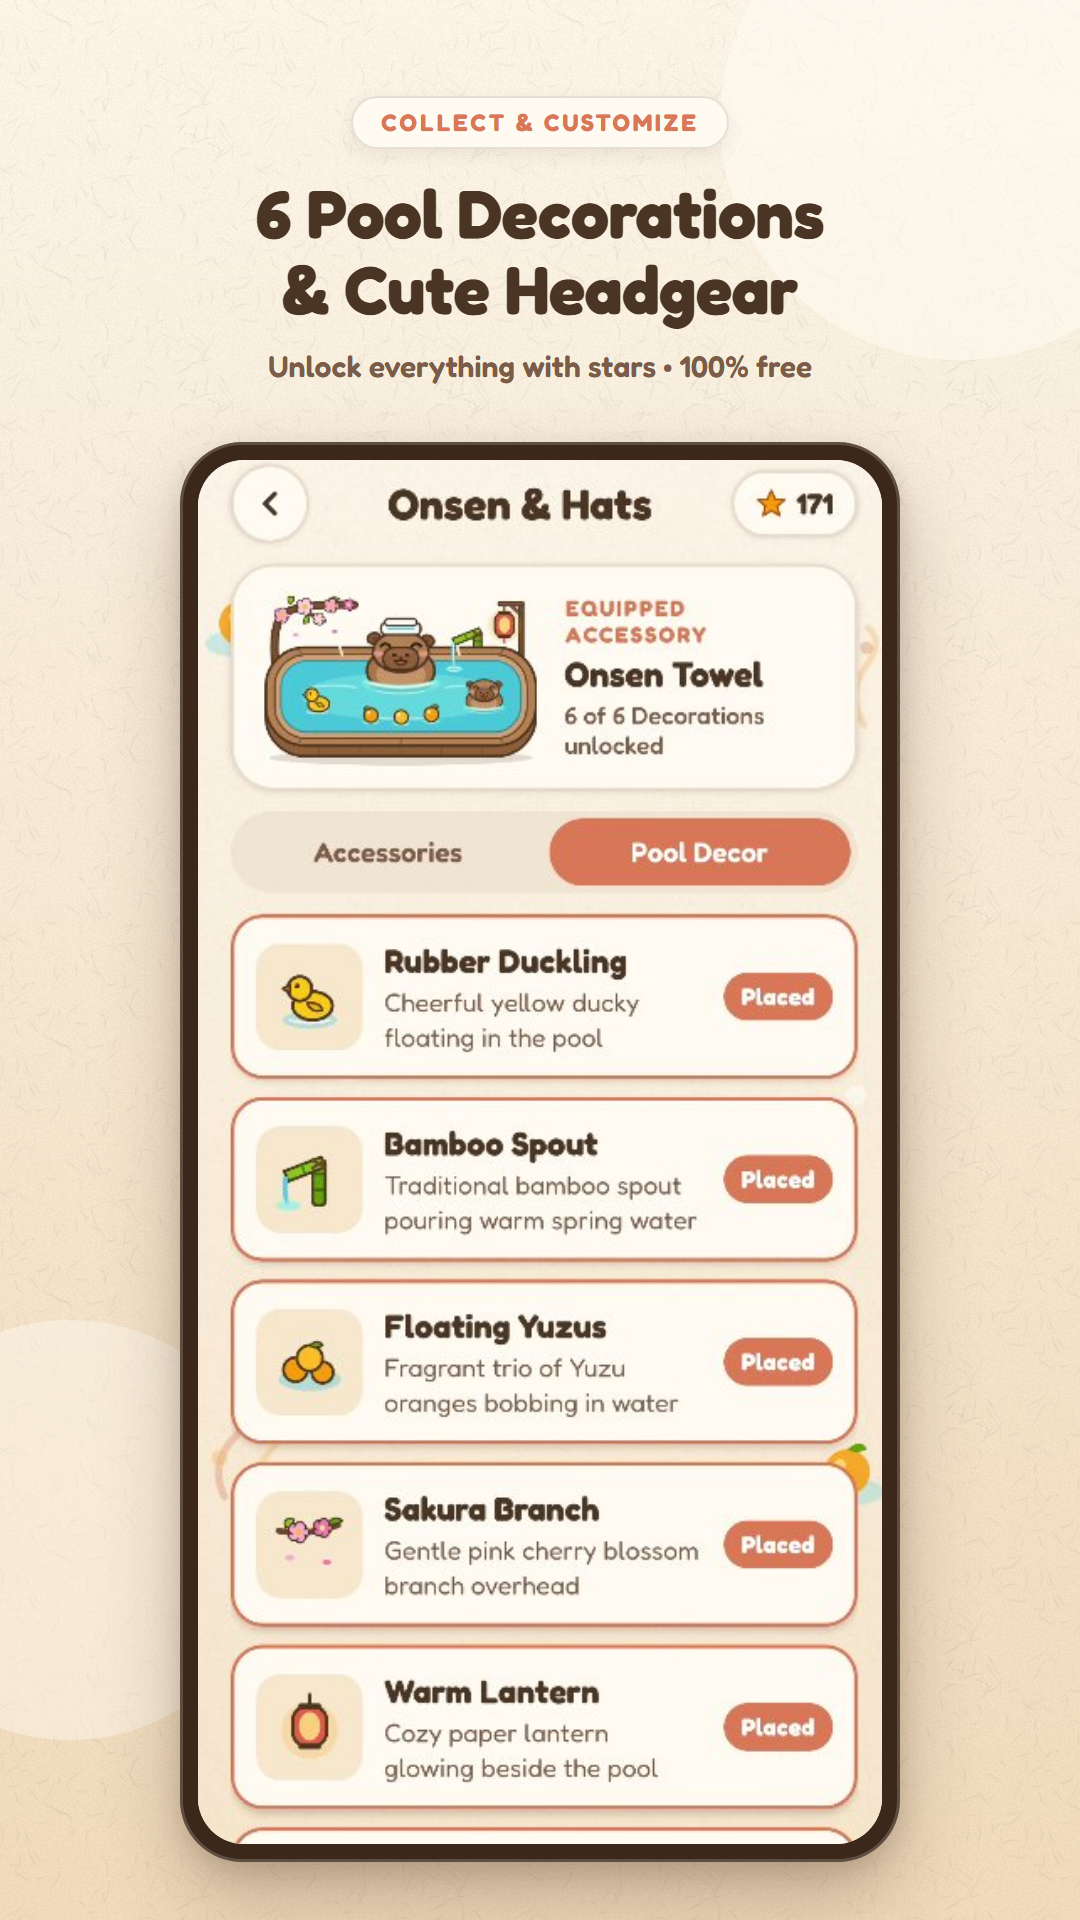 COLLECT & CUSTOMIZE
6 Pool Decorations
& Cute Headgear
Unlock everything with stars • 100% free
Onsen & Hats
171
EQUIPPED
ACCESSORY
Onsen Towel
6 of 6 Decorations
unlocked
Accessories
Pool Decor
Rubber Duckling
Cheerful yellow ducky
floating in the pool
Placed
Bamboo Spout
Traditional bamboo spout
pouring warm spring water
Placed
Floating Yuzus
Fragrant trio of Yuzu
oranges bobbing in water
Placed
Sakura Branch
Gentle pink cherry blossom
branch overhead
Placed
Warm Lantern
Cozy paper lantern
glowing beside the pool
Placed